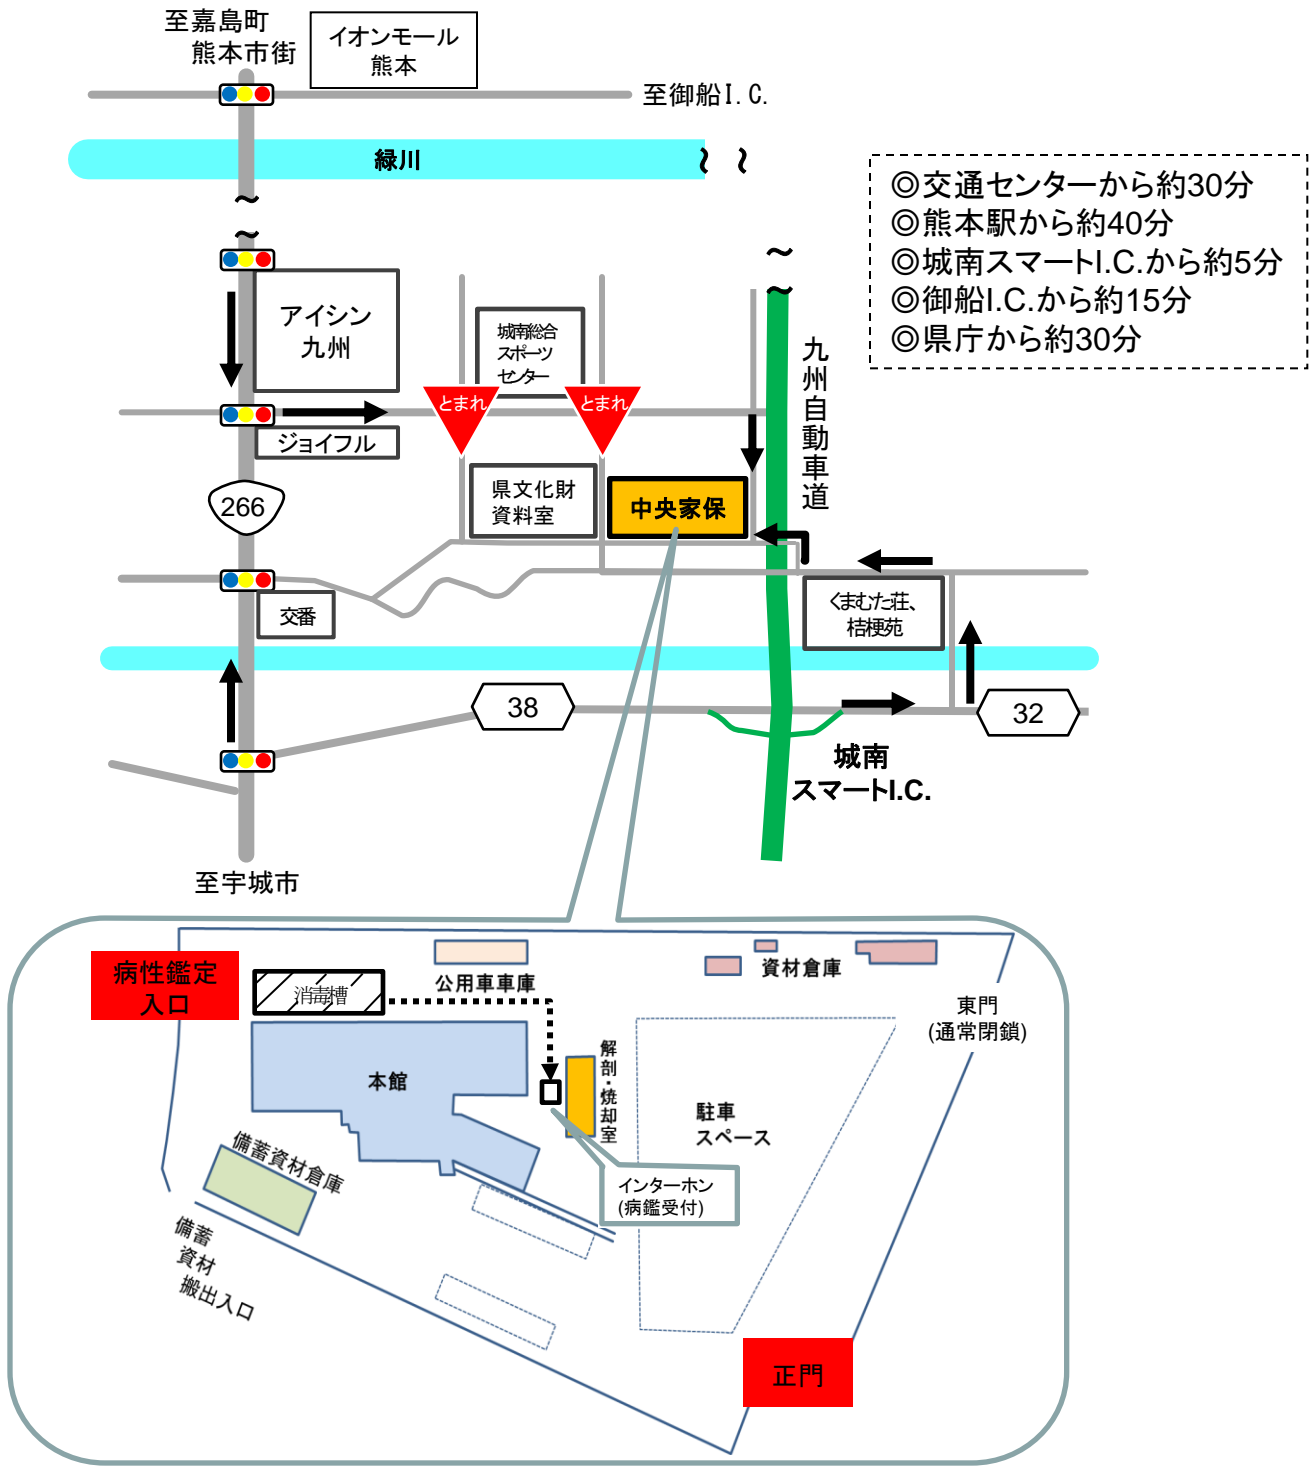 至嘉島町
熊本市街
イオンモール
熊本
至御船I.C.
緑川
◎交通センターから約30分
◎熊本駅から約40分
◎城南スマートI.C.から約5分
◎御船I.C.から約15分
◎県庁から約30分
アイシン
九州
城南総合
スポーツ
センター
九州自動車道
とまれ
とまれ
ジョイフル
県文化財
資料室
中央家保
266
交番
くまむた荘、
桔梗苑
38
32
城南
スマートI.C.
至宇城市
病性鑑定
入口
消毒槽
公用車車庫
資材倉庫
東門
(通常閉鎖)
本館
解剖・焼却室
駐車
スペース
備蓄資材倉庫
インターホン
(病鑑受付)
備蓄
資材
搬出入口
正門